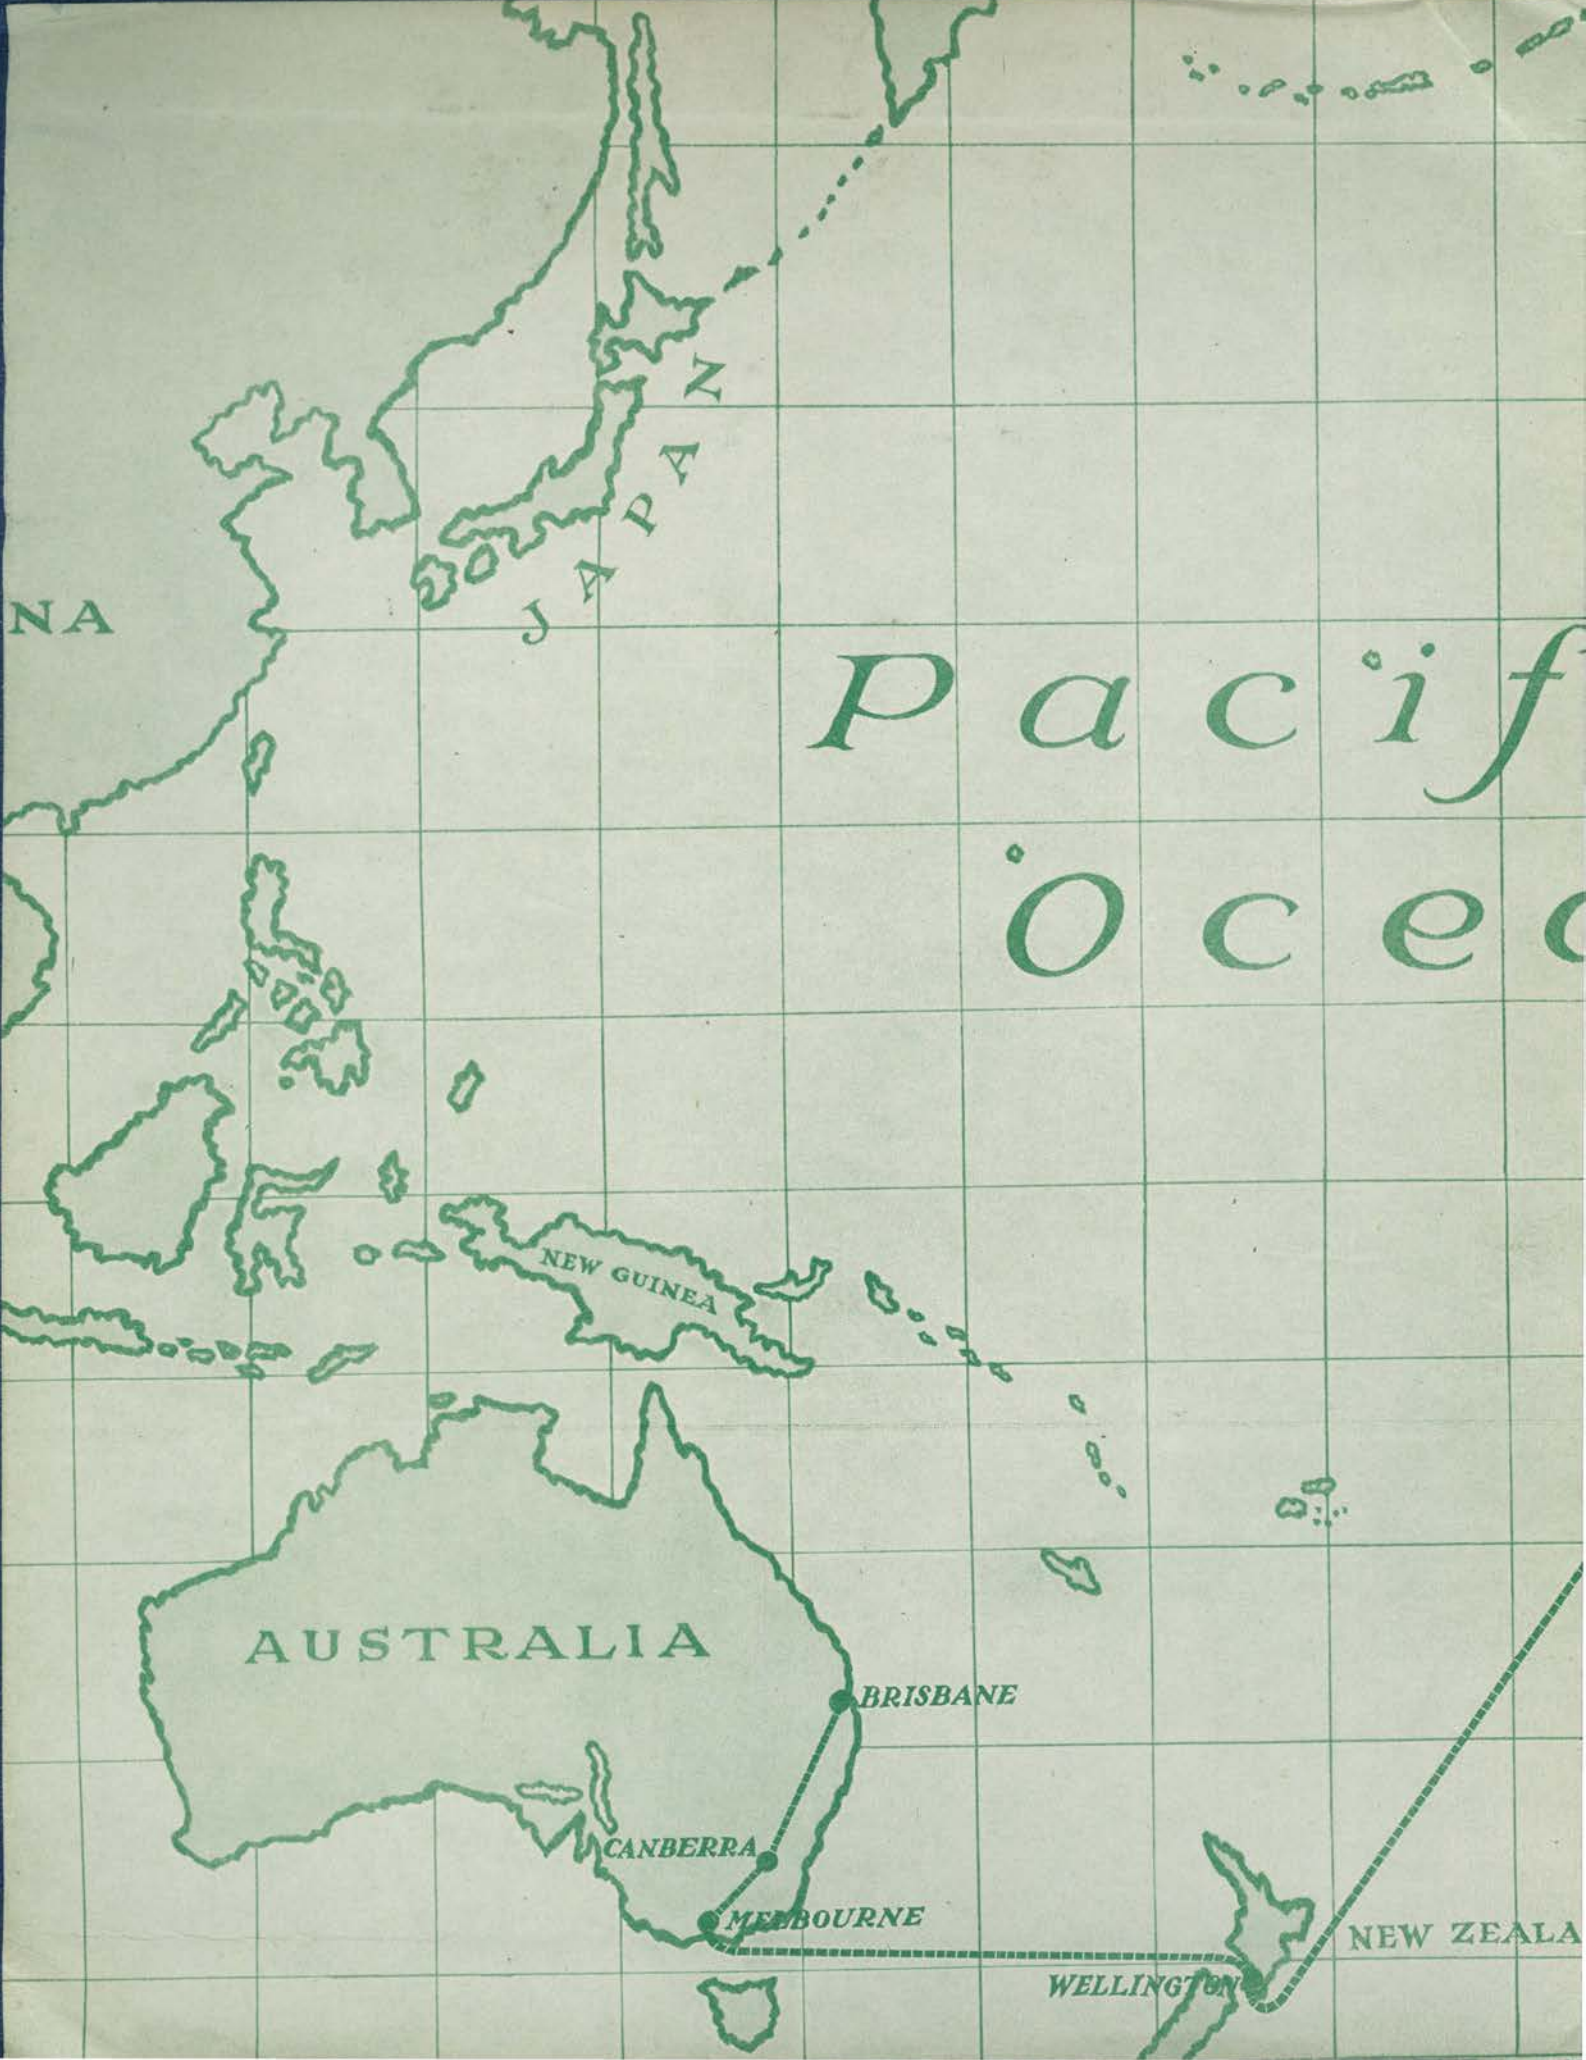 JAPAN
NA
Pacif
Ocea
NEW GUINEA
AUSTRALIA
BRISBANE
CANBERRA
MELBOURNE
NEW ZEALA
WELLINGTON